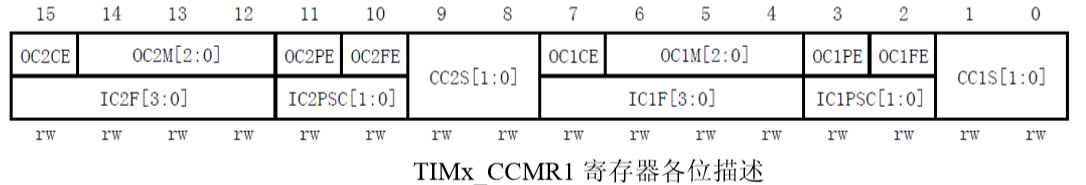 15 14 13 12 11 10 9 8 7 6 5 4 3 2 1 0
OC2CE OC2M[2:0] OC2PE OC2FE CC2S[1:0] OC1CE OC1M[2:0] OC1PE OC1FE CC1S[1:0]
IC2F[3:0] IC2PSC[1:0] IC1F[3:0] IC1PSC[1:0]
rw rw rw rw rw rw rw rw rw rw rw rw rw rw rw rw
TIMx_CCMR1 寄存器各位描述